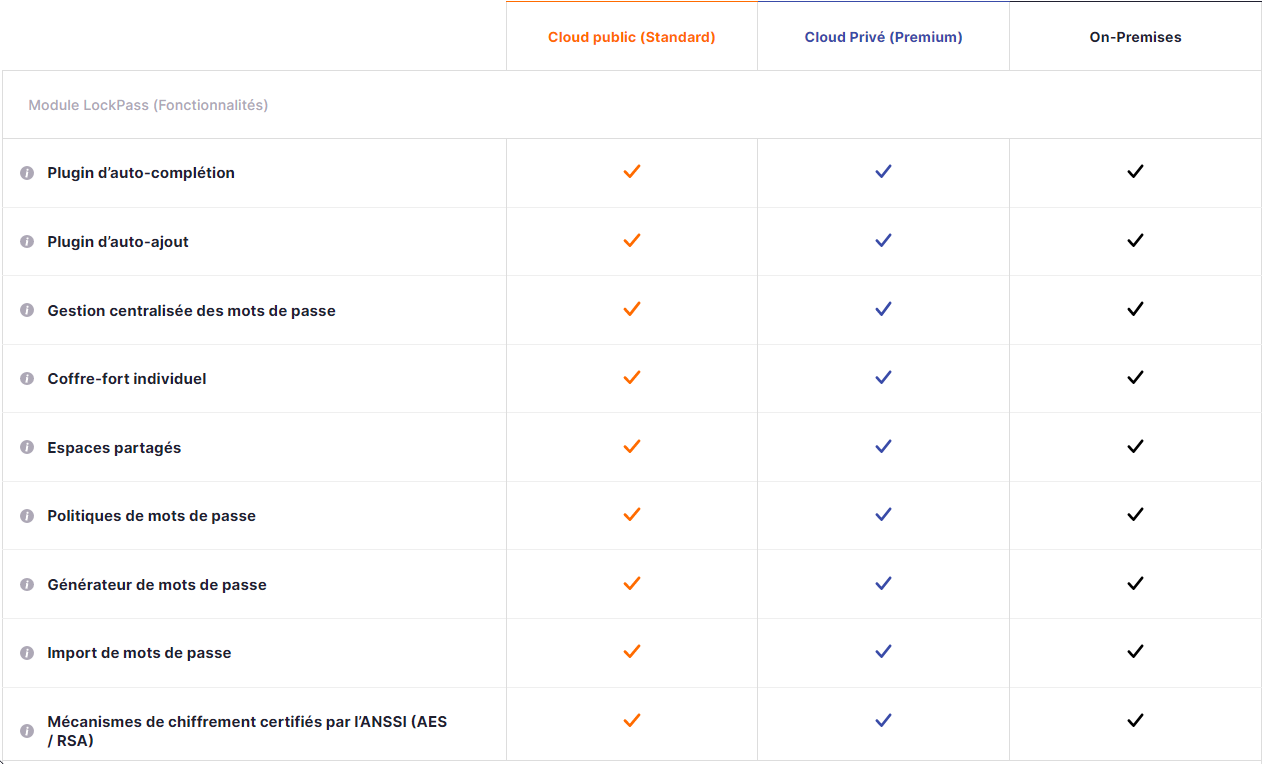 Cloud public (Standard) Cloud Privé (Premium) On-Premises
Module LockPass (Fonctionnalités)
Plugin d’auto-complétion
Plugin d’auto-ajout
Gestion centralisée des mots de passe
Coffre-fort individuel
Espaces partagés
Politiques de mots de passe
Générateur de mots de passe
Import de mots de passe
Mécanismes de chiffrement certifiés par l’ANSSI (AES
/ RSA)